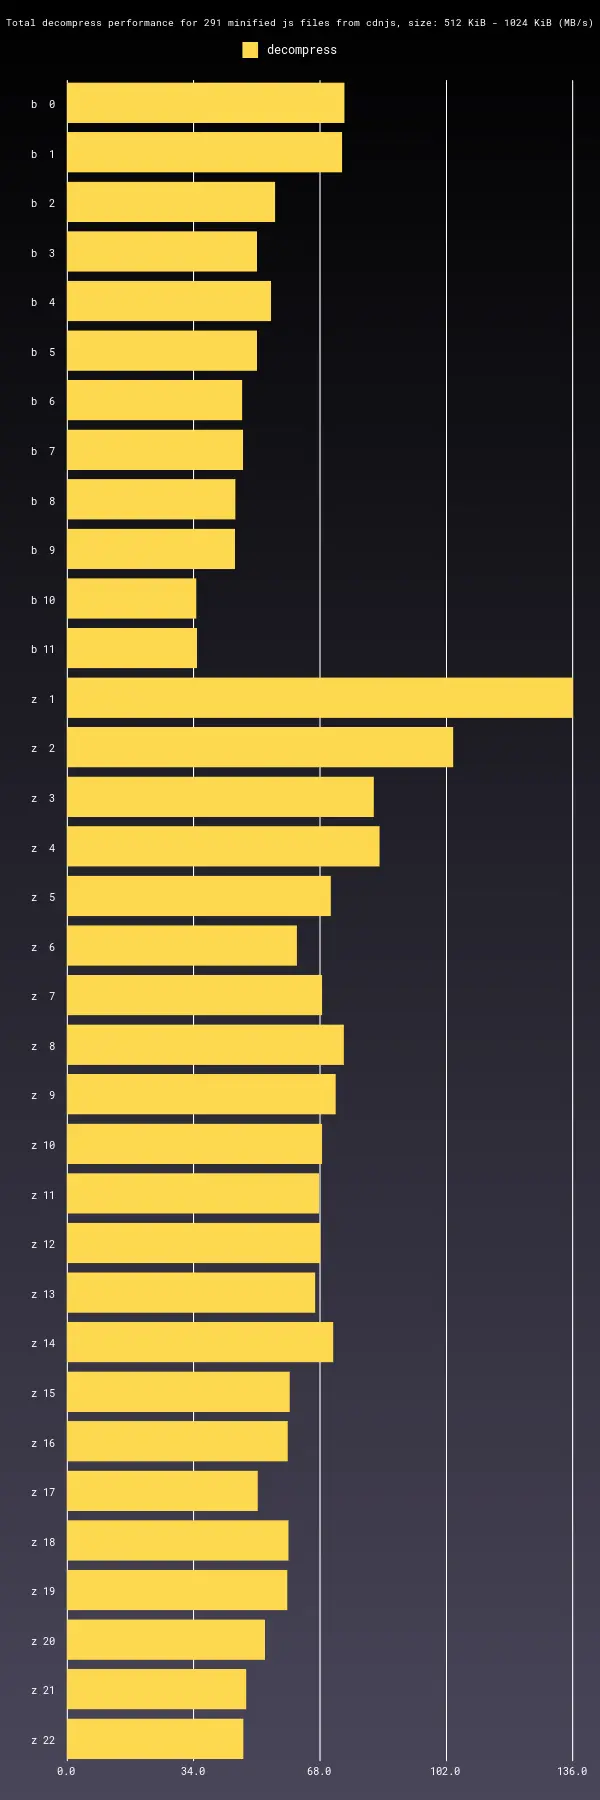 Total decompress performance for 291 minified js files from cdnjs, size: 512 KiB - 1024 KiB (MB/s)
decompress
b 0
b 1
b 2
b 3
b 4
b 5
b 6
b 7
b 8
b 9
b 10
b 11
z 1
z 2
z 3
z 4
z 5
z 6
z 7
z 8
z 9
z 10
z 11
z 12
z 13
z 14
z 15
z 16
z 17
z 18
z 19
z 20
z 21
z 22
0.0 34.0 68.0 102.0 136.0